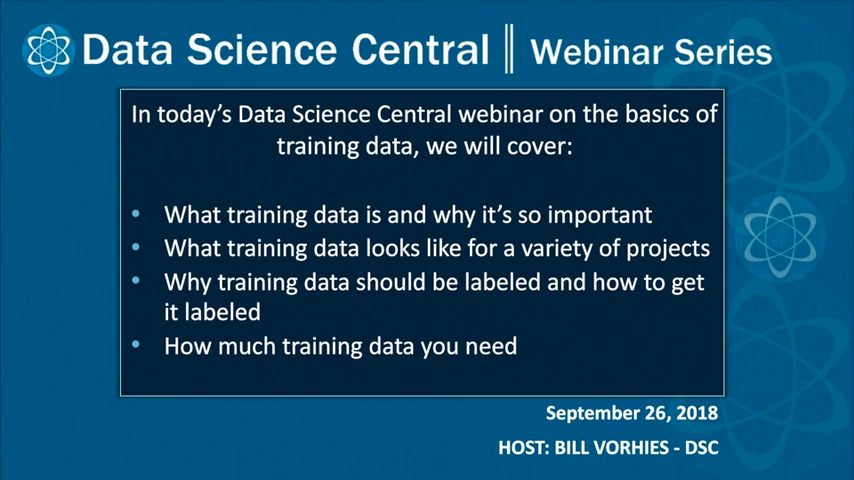 Data Science Central || Webinar Series
In today's Data Science Central webinar on the basics of
training data, we will cover:
• What training data is and why it's so important
• What training data looks like for a variety of projects
• Why training data should be labeled and how to get
it labeled
• How much training data you need
September 26, 2018
HOST: BILL VORHIES - DSC